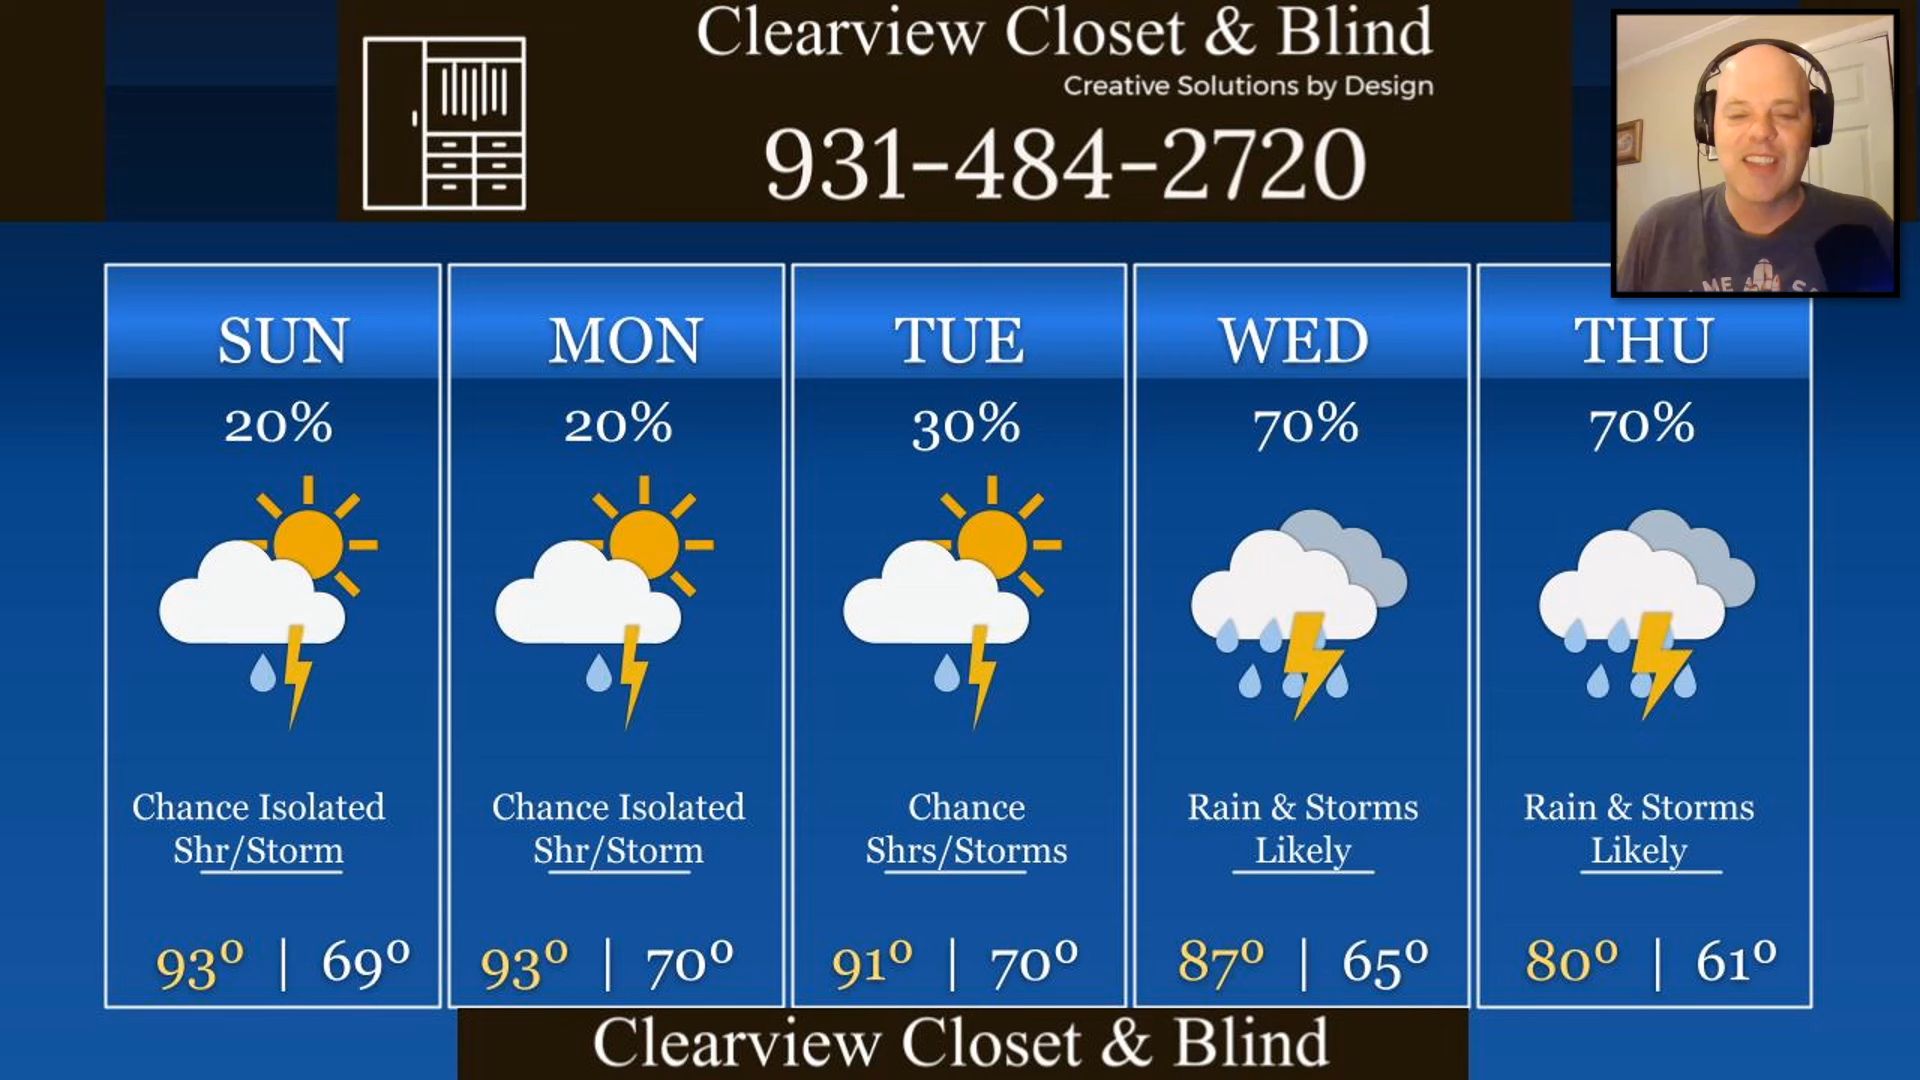 Clearview Closet & Blind
Creative Solutions by Design
931-484-2720
SUN
20%
Chance Isolated
Shr/Storm
93° | 69°
MON
20%
Chance Isolated
Shr/Storm
93° | 70°
TUE
30%
Chance
Shrs/Storms
91° | 70°
WED
70%
Rain & Storms
Likely
87° | 65°
THU
70%
Rain & Storms
Likely
80° | 61°
Clearview Closet & Blind